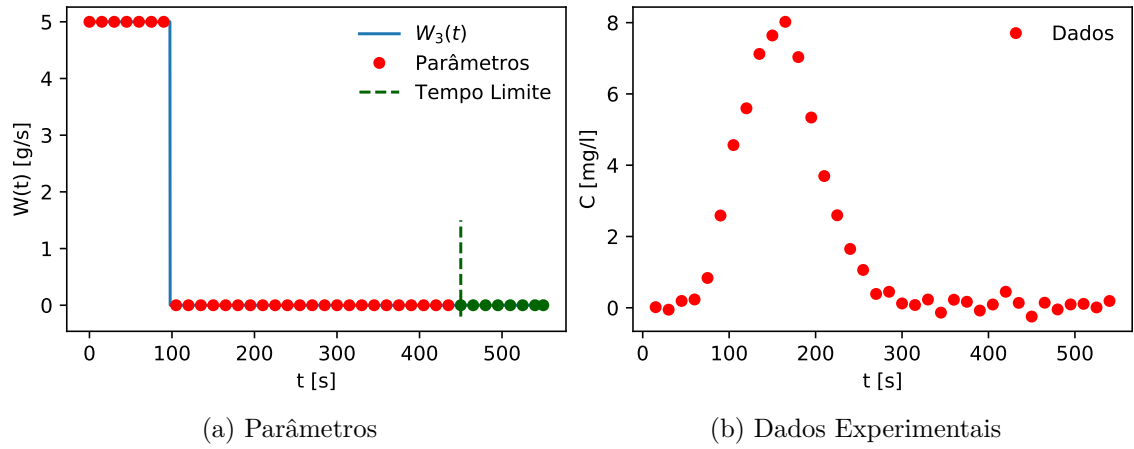 5
4
3
2
1
0
W(t) [g/s]
W₃(t)
Parâmetros
Tempo Limite
0 100 200 300 400 500
t [s]
(a) Parâmetros
8
6
4
2
0
C [mg/l]
Dados
0 100 200 300 400 500
t [s]
(b) Dados Experimentais